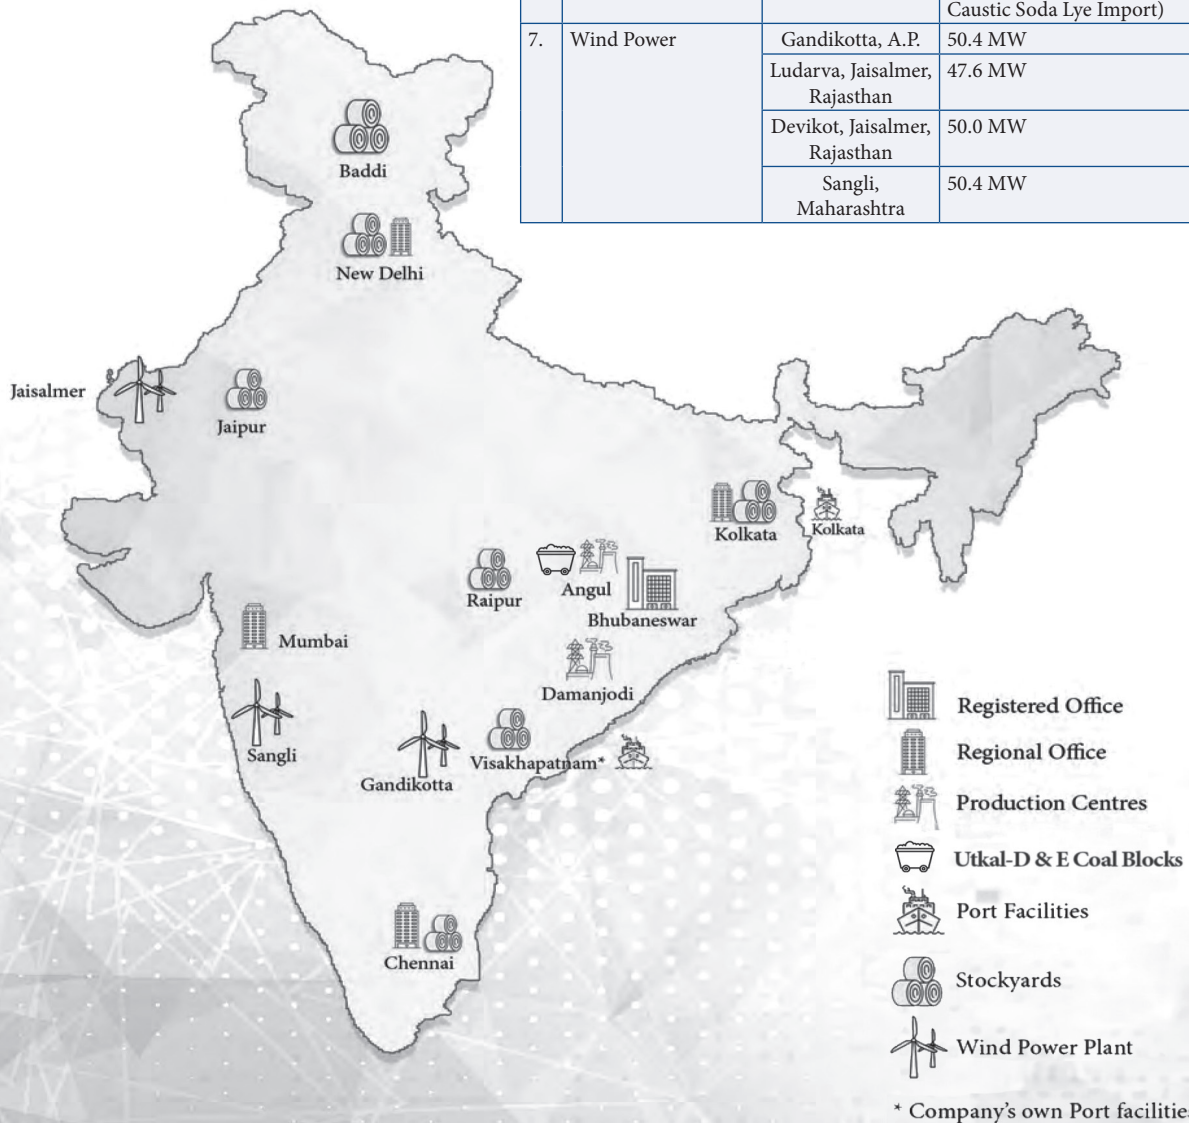 Caustic Soda Lye Import)
7. Wind Power Gandikotta, A.P. 50.4 MW
Ludarva, Jaisalmer, 47.6 MW
Rajasthan
Devikot, Jaisalmer, 50.0 MW
Rajasthan
Sangli, 50.4 MW
Maharashtra
Baddi
New Delhi
Jaisalmer
Jaipur
Kolkata
Kolkata
Raipur
Angul
Bhubaneswar
Mumbai
Damanjodi
Sangli
Gandikotta
Visakhapatnam*
Chennai
Registered Office
Regional Office
Production Centres
Utkal-D & E Coal Blocks
Port Facilities
Stockyards
Wind Power Plant
* Company's own Port facilities